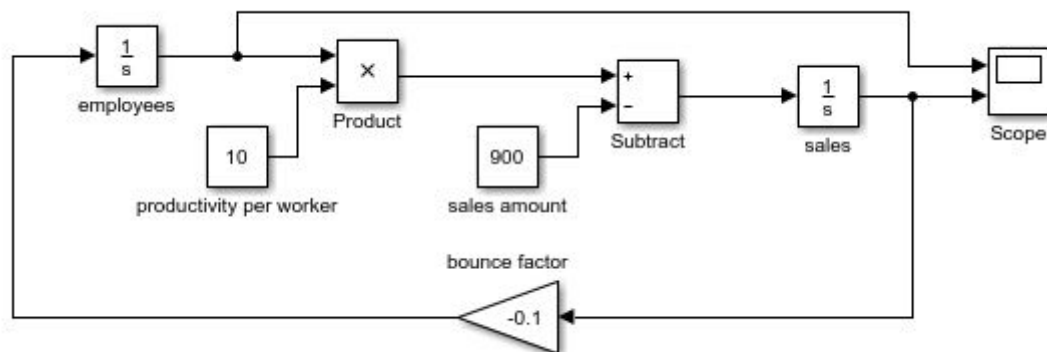 1
s
employees
×
Product
10
productivity per worker
+
−
Subtract
900
sales amount
1
s
sales
Scope
bounce factor
-0.1